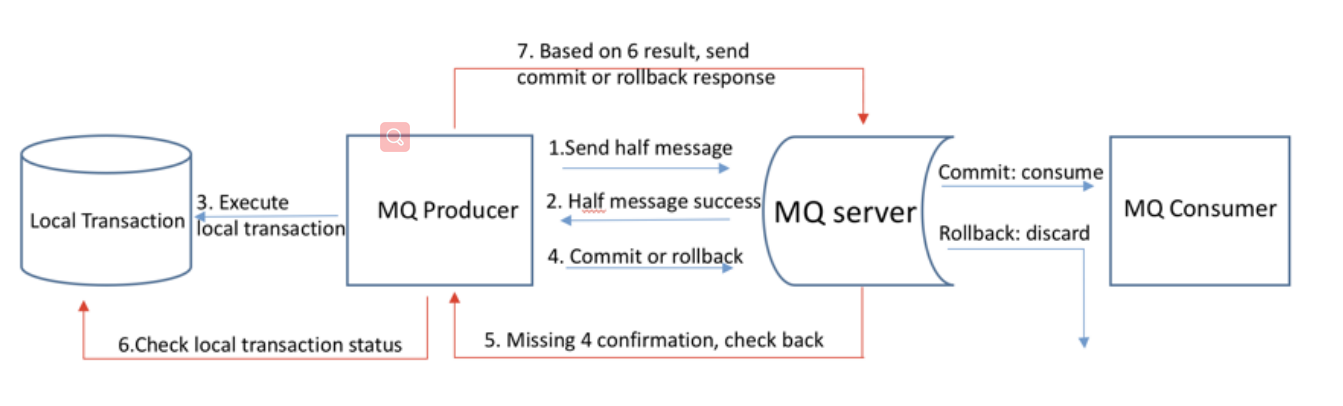 7. Based on 6 result, send
commit or rollback response
1.Send half message
Commit: consume
3. Execute
2. Half message success
Local Transaction
MQ Producer
MQ server
MQ Consumer
local transaction
Rollback: discard
4. Commit or rollback
6.Check local transaction status
5. Missing 4 confirmation, check back